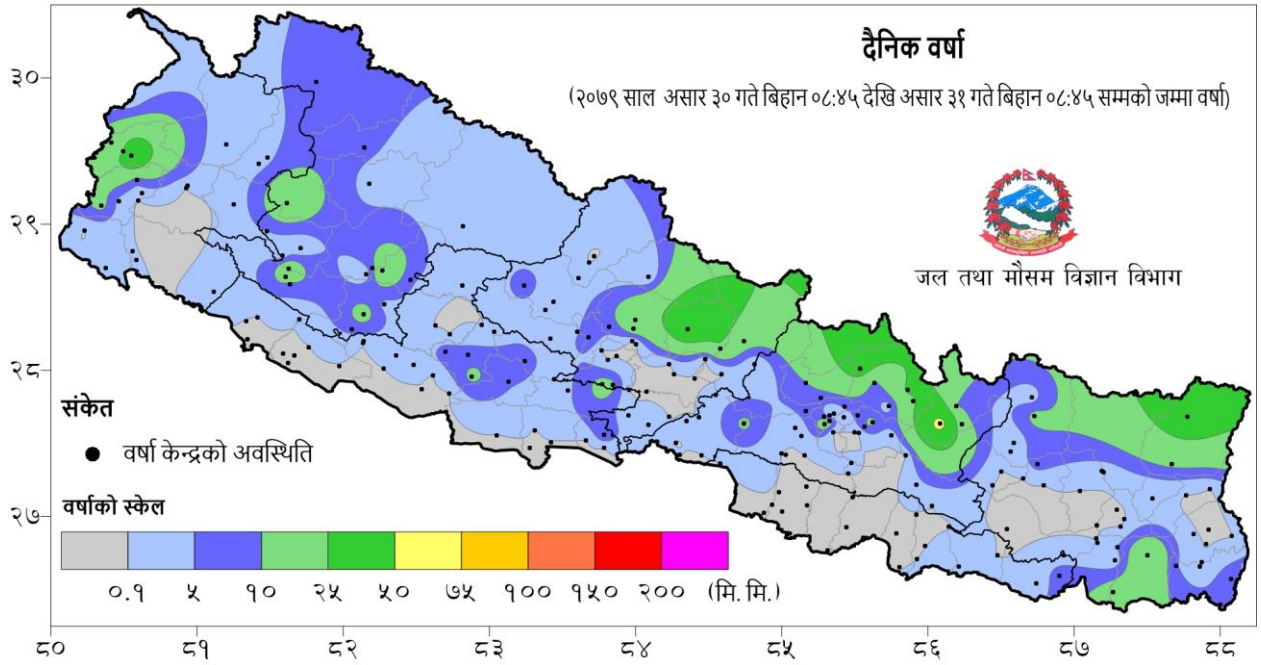 दैनिक वर्षा
(२०७९ साल असार ३० गते बिहान ०८:४५ देखि असार ३१ गते बिहान ०८:४५ सम्मको जम्मा वर्षा)
जल तथा मौसम विज्ञान विभाग
३०
२९
२८
२७
संकेत
वर्षा केन्द्रको अवस्थिति
वर्षाको स्केल
०.१ ५ १० २५ ५० ७५ १०० १५० २०० (मि. मि.)
८० ८१ ८२ ८३ ८४ ८५ ८६ ८७ ८८